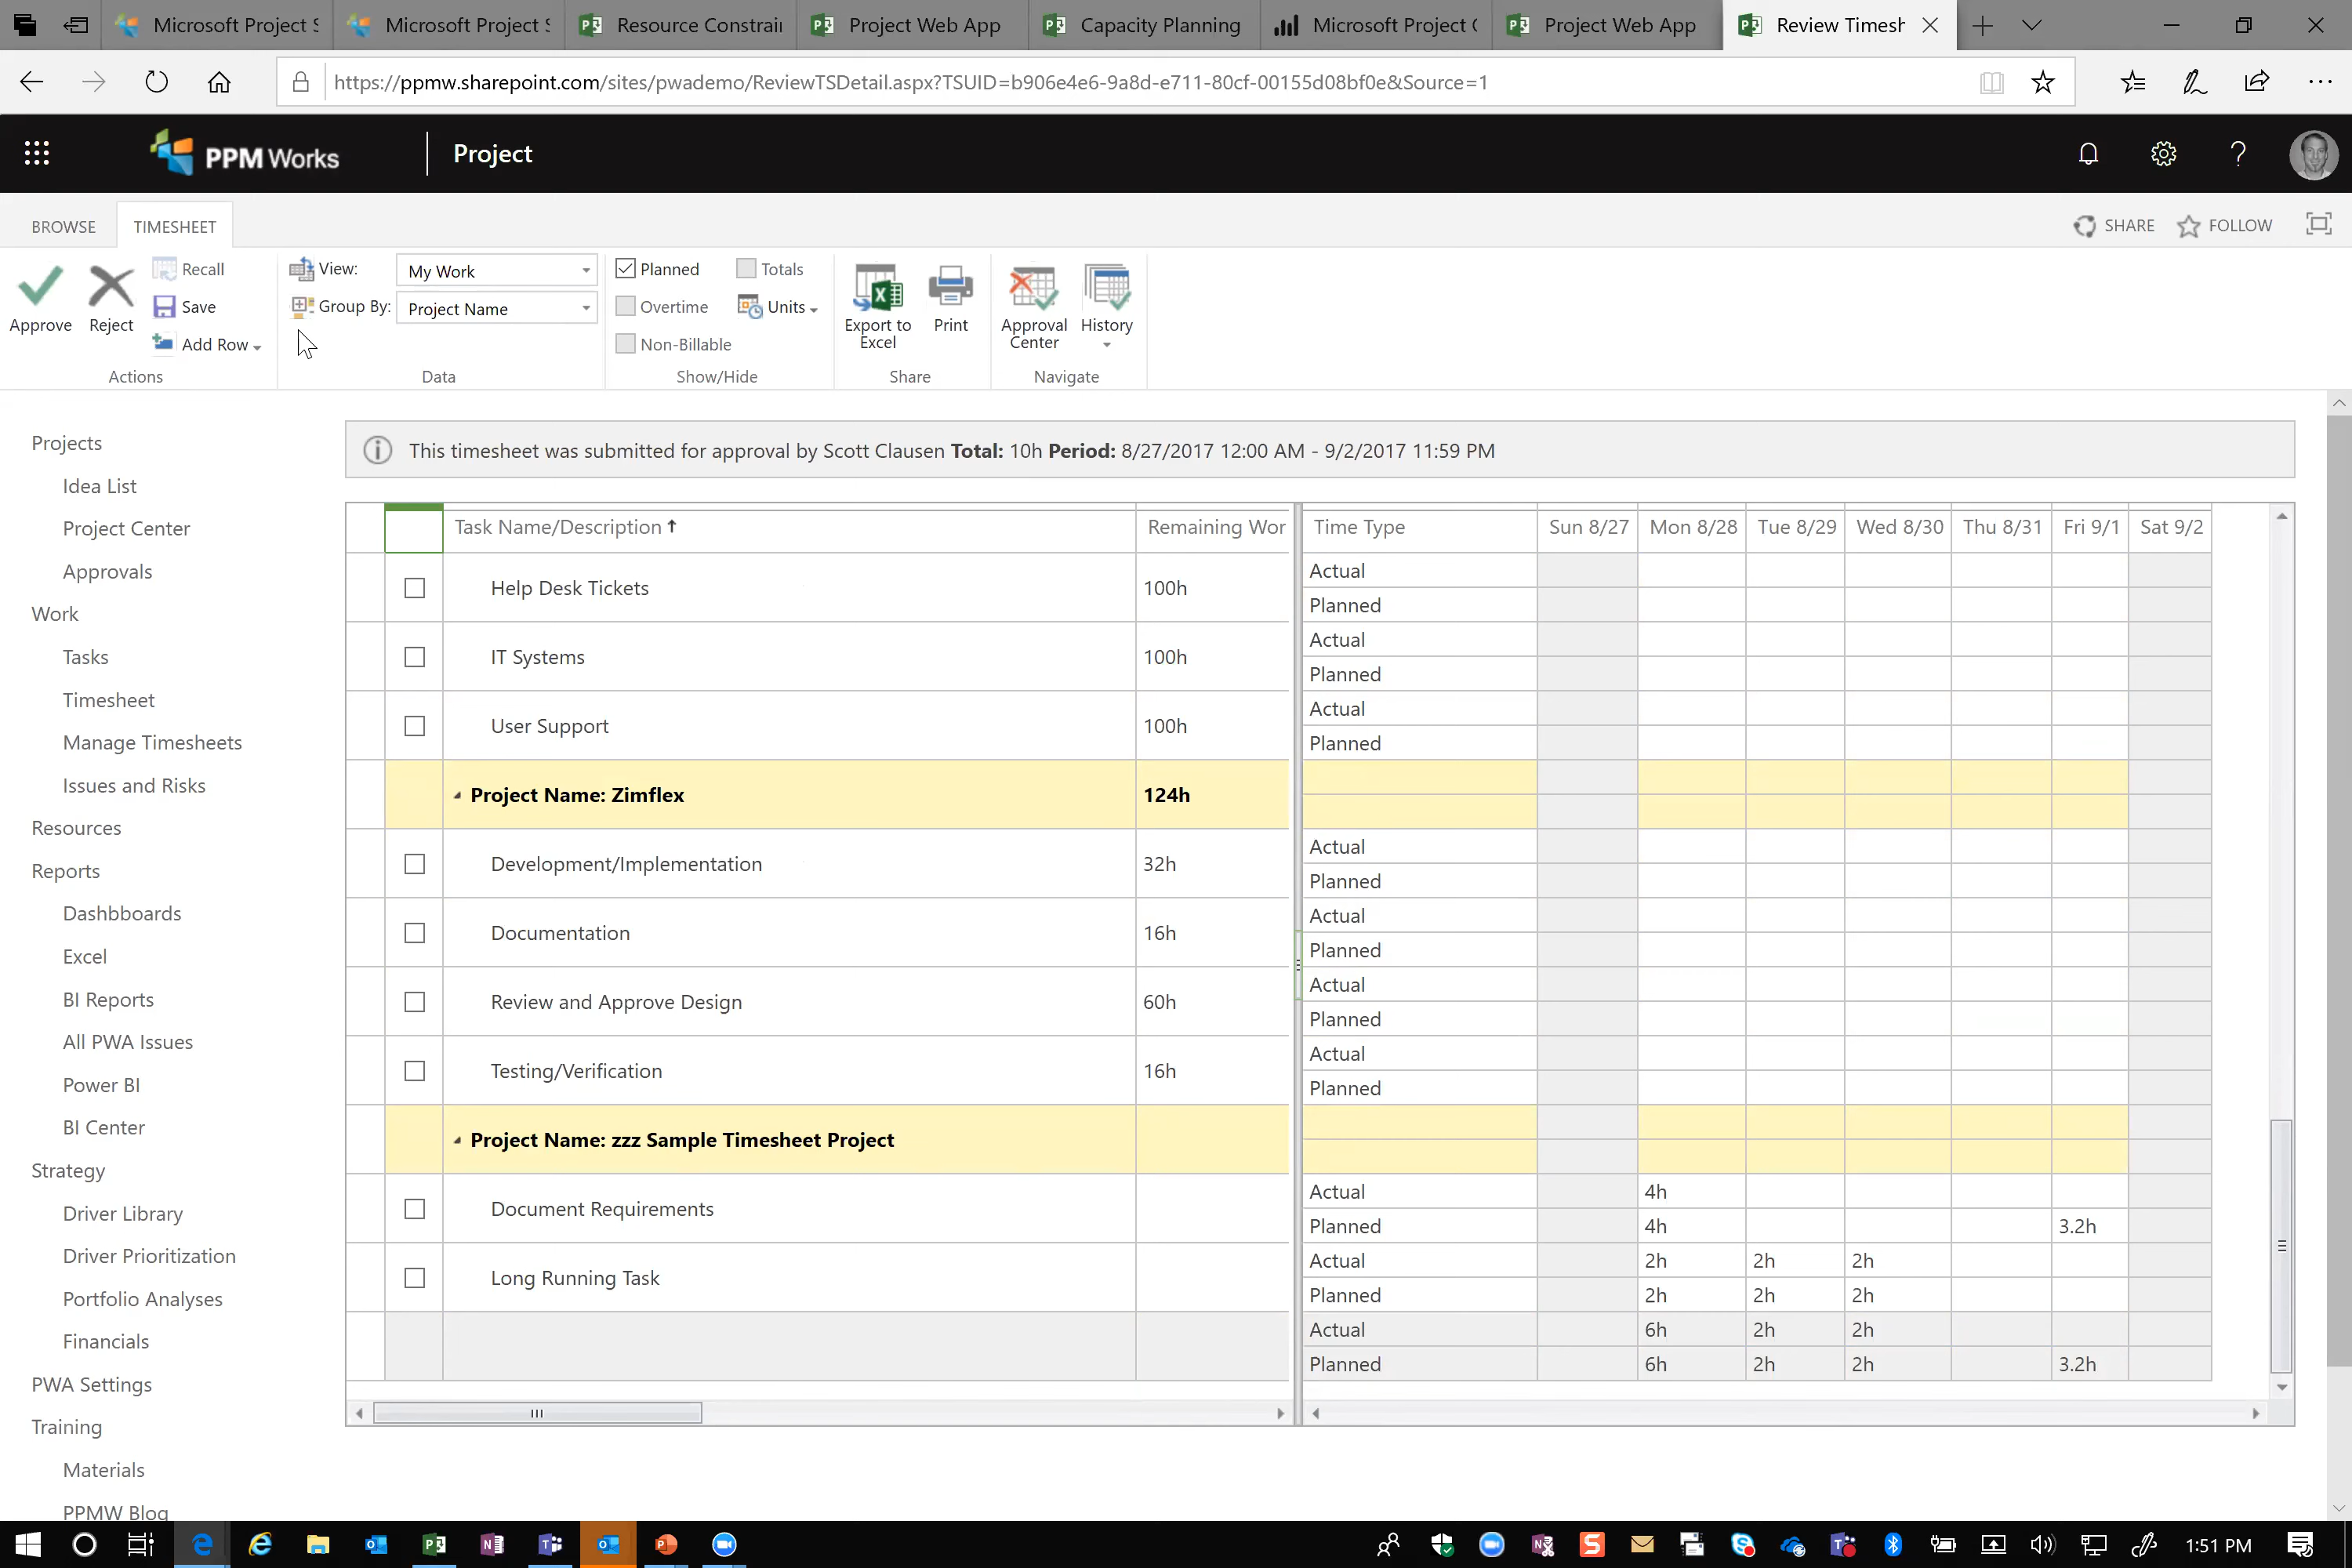 Microsoft Project S
Microsoft Project S
Resource Constrain
Project Web App
Capacity Planning
Microsoft Project O
Project Web App
Review Timesh
https://ppmw.sharepoint.com/sites/pwademo/ReviewTSDetail.aspx?TSUID=b906e4e6-9a8d-e711-80cf-00155d08bf0e&Source=1
PPM Works
Project
BROWSE
TIMESHEET
SHARE
FOLLOW
Approve
Reject
Recall
Save
Add Row
Actions
View:
My Work
Group By:
Project Name
Data
Planned
Totals
Overtime
Units
Non-Billable
Show/Hide
Export to
Excel
Print
Share
Approval
Center
History
Navigate
Projects
Idea List
Project Center
Approvals
Work
Tasks
Timesheet
Manage Timesheets
Issues and Risks
Resources
Reports
Dashbboards
Excel
BI Reports
All PWA Issues
Power BI
BI Center
Strategy
Driver Library
Driver Prioritization
Portfolio Analyses
Financials
PWA Settings
Training
Materials
PPMW Blog
This timesheet was submitted for approval by Scott Clausen Total: 10h Period: 8/27/2017 12:00 AM - 9/2/2017 11:59 PM
Task Name/Description ↑ Remaining Wor Time Type Sun 8/27 Mon 8/28 Tue 8/29 Wed 8/30 Thu 8/31 Fri 9/1 Sat 9/2
Help Desk Tickets 100h
Actual
Planned
IT Systems 100h
Actual
Planned
User Support 100h
Actual
Planned
Project Name: Zimflex 124h
Development/Implementation 32h
Actual
Planned
Documentation 16h
Actual
Planned
Review and Approve Design 60h
Actual
Planned
Testing/Verification 16h
Actual
Planned
Project Name: zzz Sample Timesheet Project
Document Requirements
Actual 4h
Planned 4h 3.2h
Long Running Task
Actual 2h 2h 2h
Planned 2h 2h 2h
Actual 6h 2h 2h
Planned 6h 2h 2h 3.2h
1:51 PM